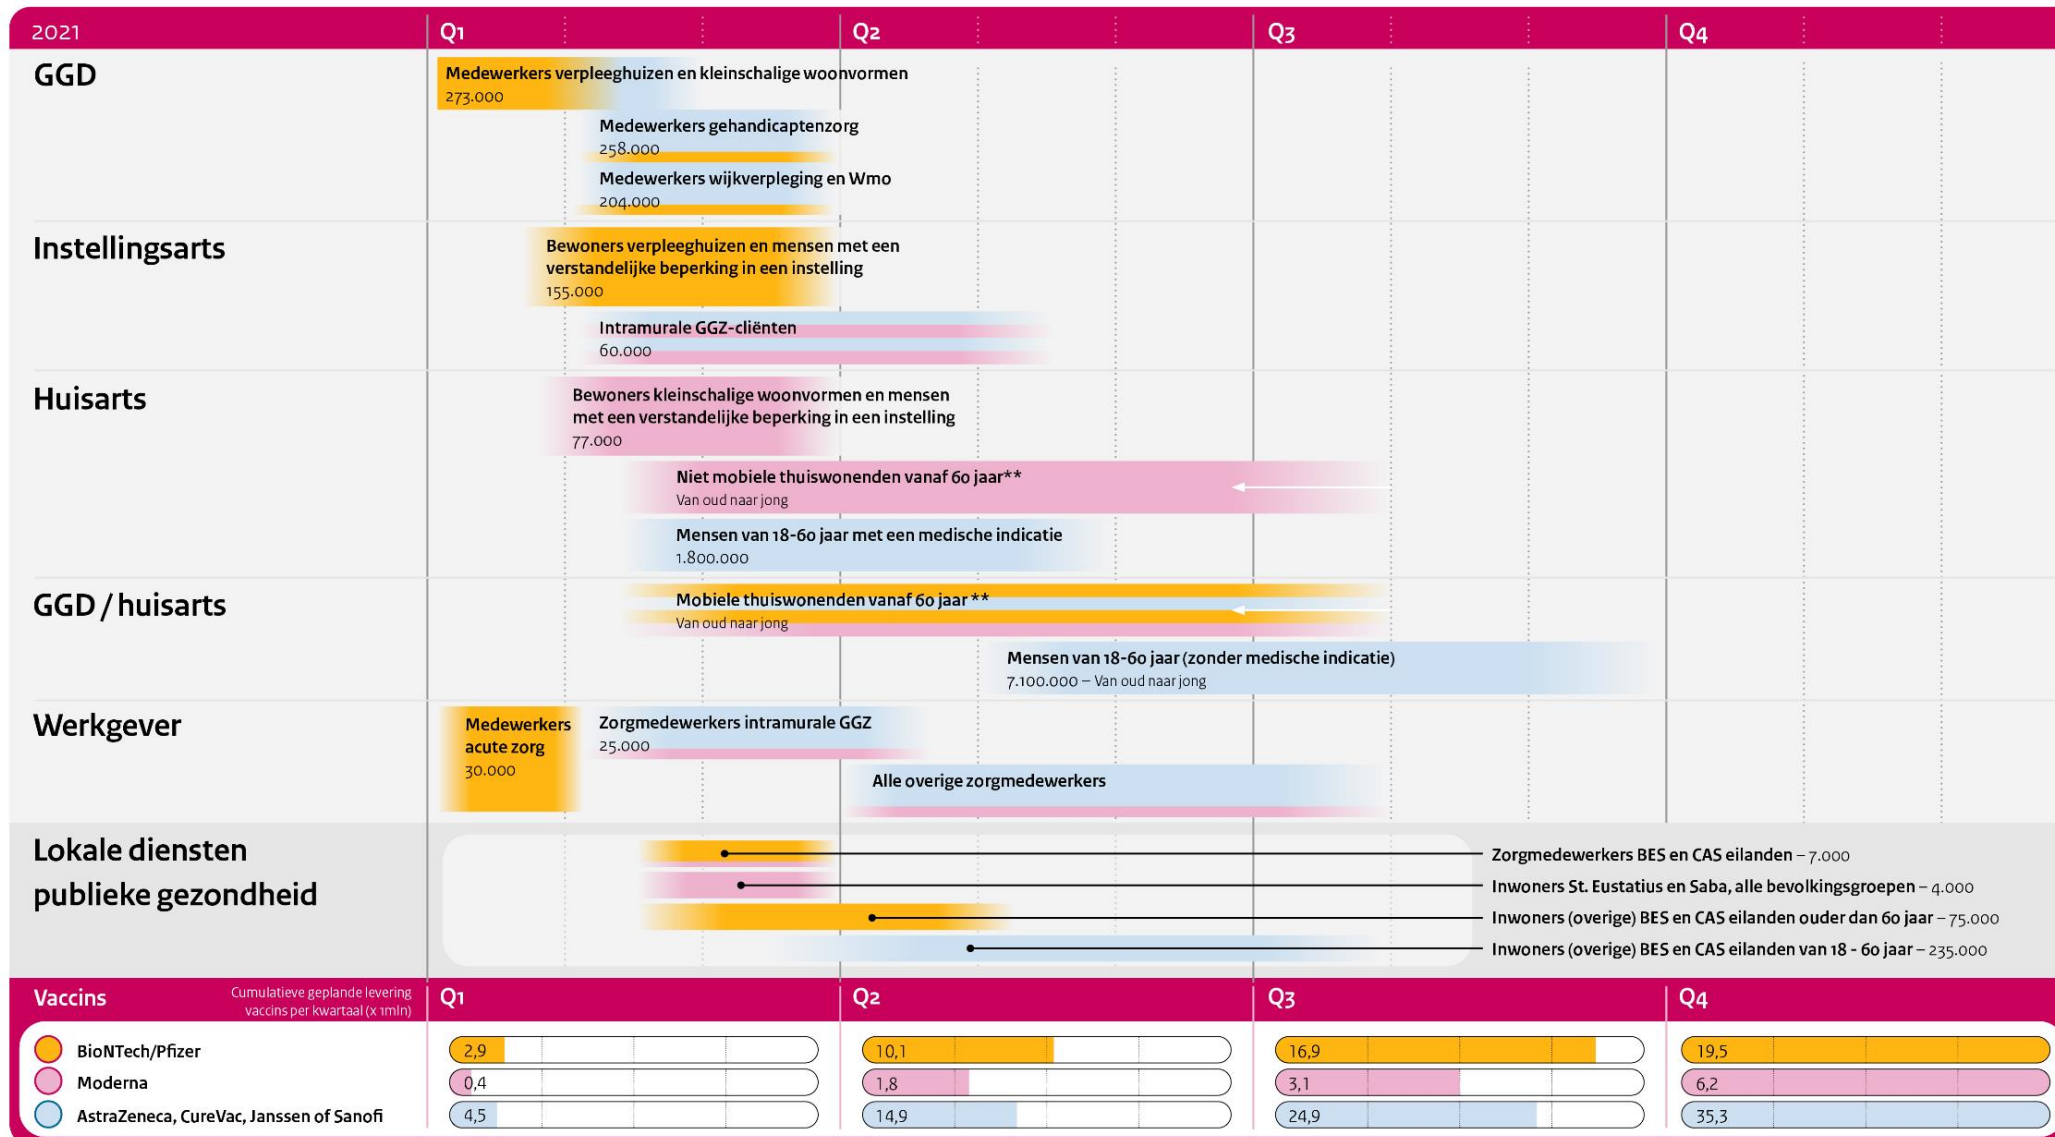 2021
Q1
Q2
Q3
Q4
GGD
Medewerkers verpleeghuizen en kleinschalige woonvormen
273.000
Medewerkers gehandicaptenzorg
258.000
Medewerkers wijkverpleging en Wmo
204.000
Instellingsarts
Bewoners verpleeghuizen en mensen met een
verstandelijke beperking in een instelling
155.000
Intramurale GGZ-cliënten
60.000
Huisarts
Bewoners kleinschalige woonvormen en mensen
met een verstandelijke beperking in een instelling
77.000
Niet mobiele thuiswonenden vanaf 60 jaar**
Van oud naar jong
Mensen van 18-60 jaar met een medische indicatie
1.800.000
GGD / huisarts
Mobiele thuiswonenden vanaf 60 jaar **
Van oud naar jong
Mensen van 18-60 jaar (zonder medische indicatie)
7.100.000 – Van oud naar jong
Werkgever
Medewerkers
acute zorg
30.000
Zorgmedewerkers intramurale GGZ
25.000
Alle overige zorgmedewerkers
Lokale diensten
publieke gezondheid
Zorgmedewerkers BES en CAS eilanden – 7.000
Inwoners St. Eustatius en Saba, alle bevolkingsgroepen – 4.000
Inwoners (overige) BES en CAS eilanden ouder dan 60 jaar – 75.000
Inwoners (overige) BES en CAS eilanden van 18 - 60 jaar – 235.000
Vaccins
Cumulatieve geplande levering
vaccins per kwartaal (x 1mln)
Q1
Q2
Q3
Q4
BioNTech/Pfizer
2,9
10,1
16,9
19,5
Moderna
0,4
1,8
3,1
6,2
AstraZeneca, CureVac, Janssen of Sanofi
4,5
14,9
24,9
35,3